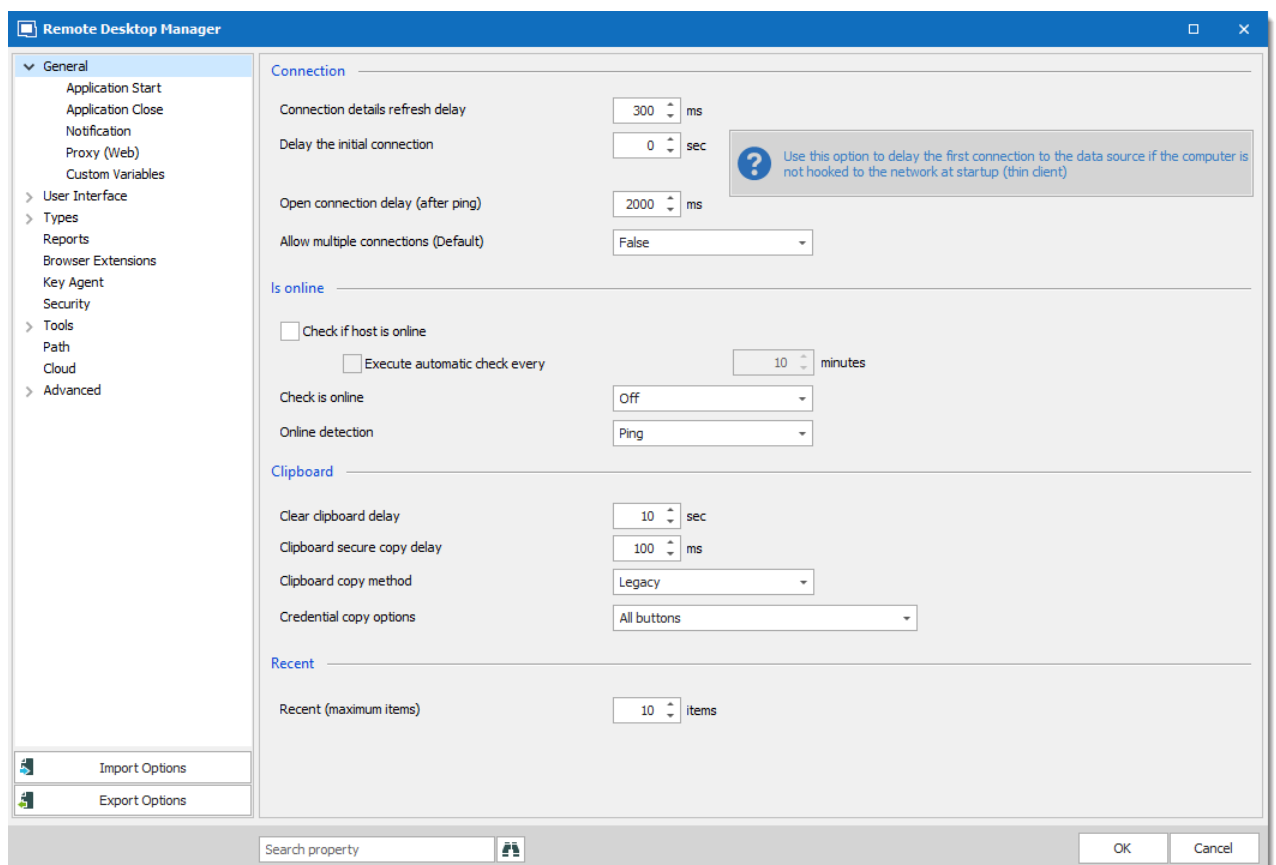 Remote Desktop Manager
General
Application Start
Application Close
Notification
Proxy (Web)
Custom Variables
User Interface
Types
Reports
Browser Extensions
Key Agent
Security
Tools
Path
Cloud
Advanced
Import Options
Export Options
Connection
Connection details refresh delay 300 ms
Delay the initial connection 0 sec
? Use this option to delay the first connection to the data source if the computer is
not hooked to the network at startup (thin client)
Open connection delay (after ping) 2000 ms
Allow multiple connections (Default) False
Is online
Check if host is online
Execute automatic check every 10 minutes
Check is online Off
Online detection Ping
Clipboard
Clear clipboard delay 10 sec
Clipboard secure copy delay 100 ms
Clipboard copy method Legacy
Credential copy options All buttons
Recent
Recent (maximum items) 10 items
Search property
OK Cancel